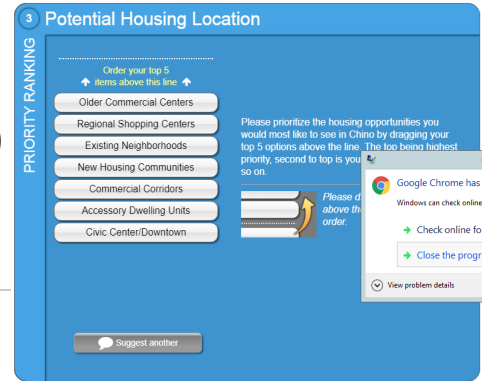 3 Potential Housing Location
PRIORITY RANKING
Order your top 5
items above this line
Older Commercial Centers
Regional Shopping Centers
Existing Neighborhoods
New Housing Communities
Commercial Corridors
Accessory Dwelling Units
Civic Center/Downtown
Suggest another
Please prioritize the housing opportunities you
would most like to see in Chino by dragging your
top 5 options above the line. The top being highest
priority, second to top is you
so on.
Please d
above th
order.
Google Chrome has
Windows can check online
Check online fo
Close the progr
View problem details